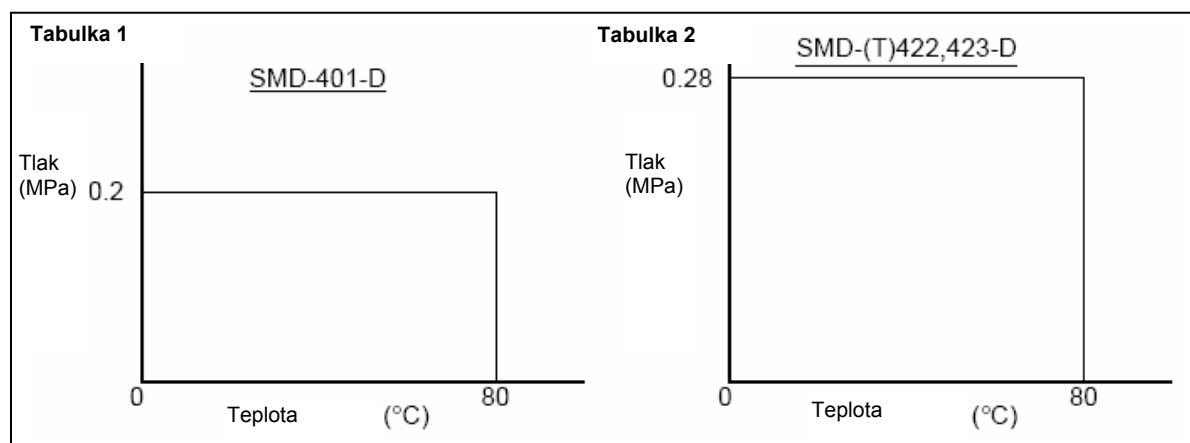 Tabulka 1
SMD-401-D
Tlak
(MPa) 0.2
0 80
Teplota (°C)
Tabulka 2
SMD-(T)422,423-D
0.28
Tlak
(MPa)
0 80
Teplota (°C)